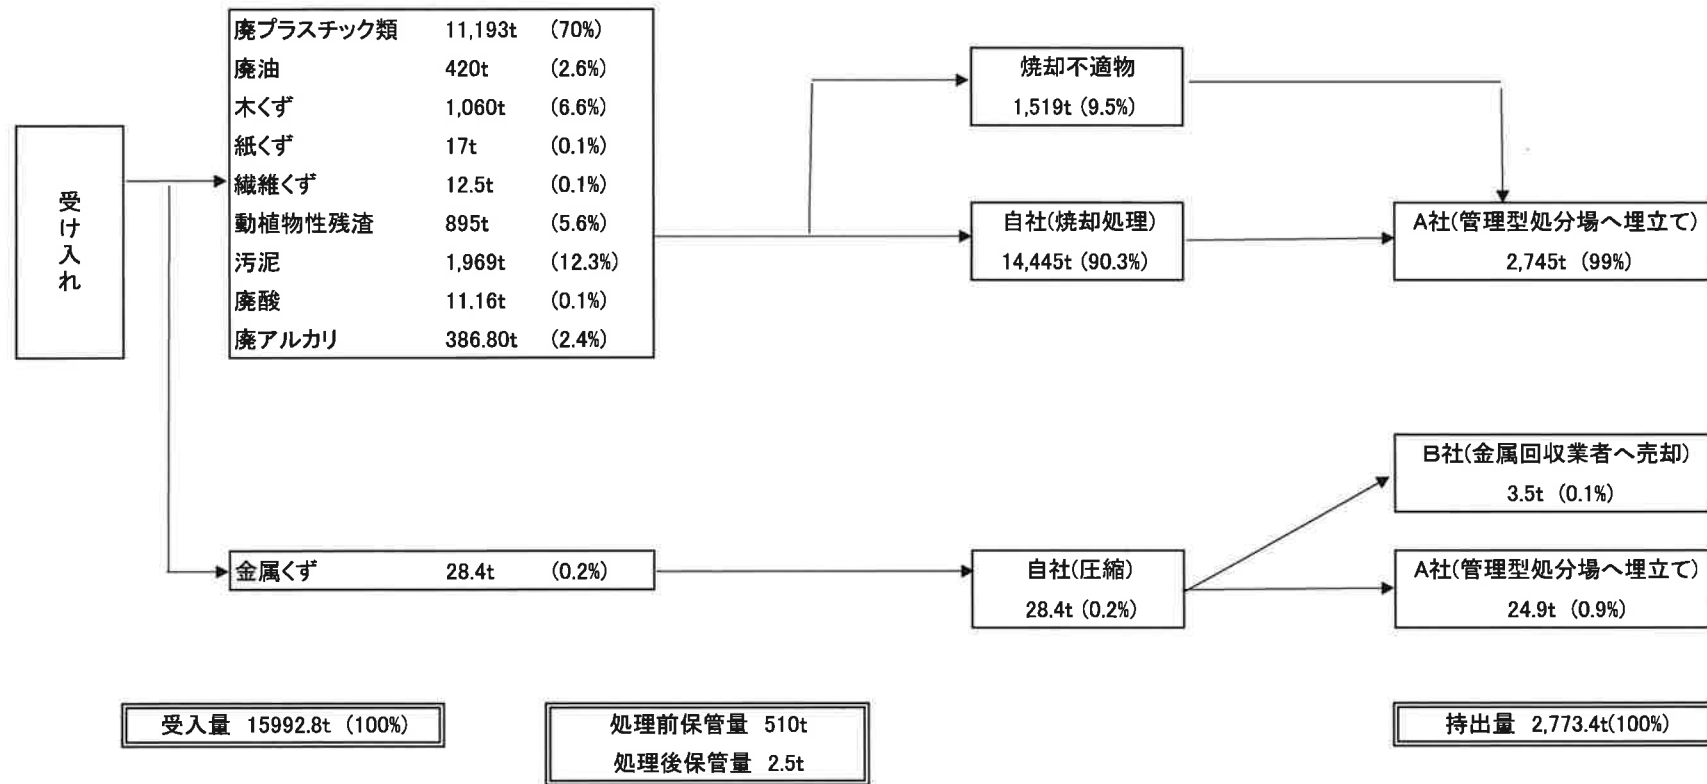 受け入れ
廃プラスチック類 11,193t (70%)
廃油 420t (2.6%)
木くず 1,060t (6.6%)
紙くず 17t (0.1%)
繊維くず 12.5t (0.1%)
動植物性残渣 895t (5.6%)
汚泥 1,969t (12.3%)
廃酸 11.16t (0.1%)
廃アルカリ 386.80t (2.4%)
焼却不適物
1,519t (9.5%)
自社(焼却処理)
14,445t (90.3%)
A社(管理型処分場へ埋立て)
2,745t (99%)
金属くず 28.4t (0.2%)
自社(圧縮)
28.4t (0.2%)
B社(金属回収業者へ売却)
3.5t (0.1%)
A社(管理型処分場へ埋立て)
24.9t (0.9%)
受入量 15992.8t (100%)
処理前保管量 510t
処理後保管量 2.5t
持出量 2,773.4t(100%)